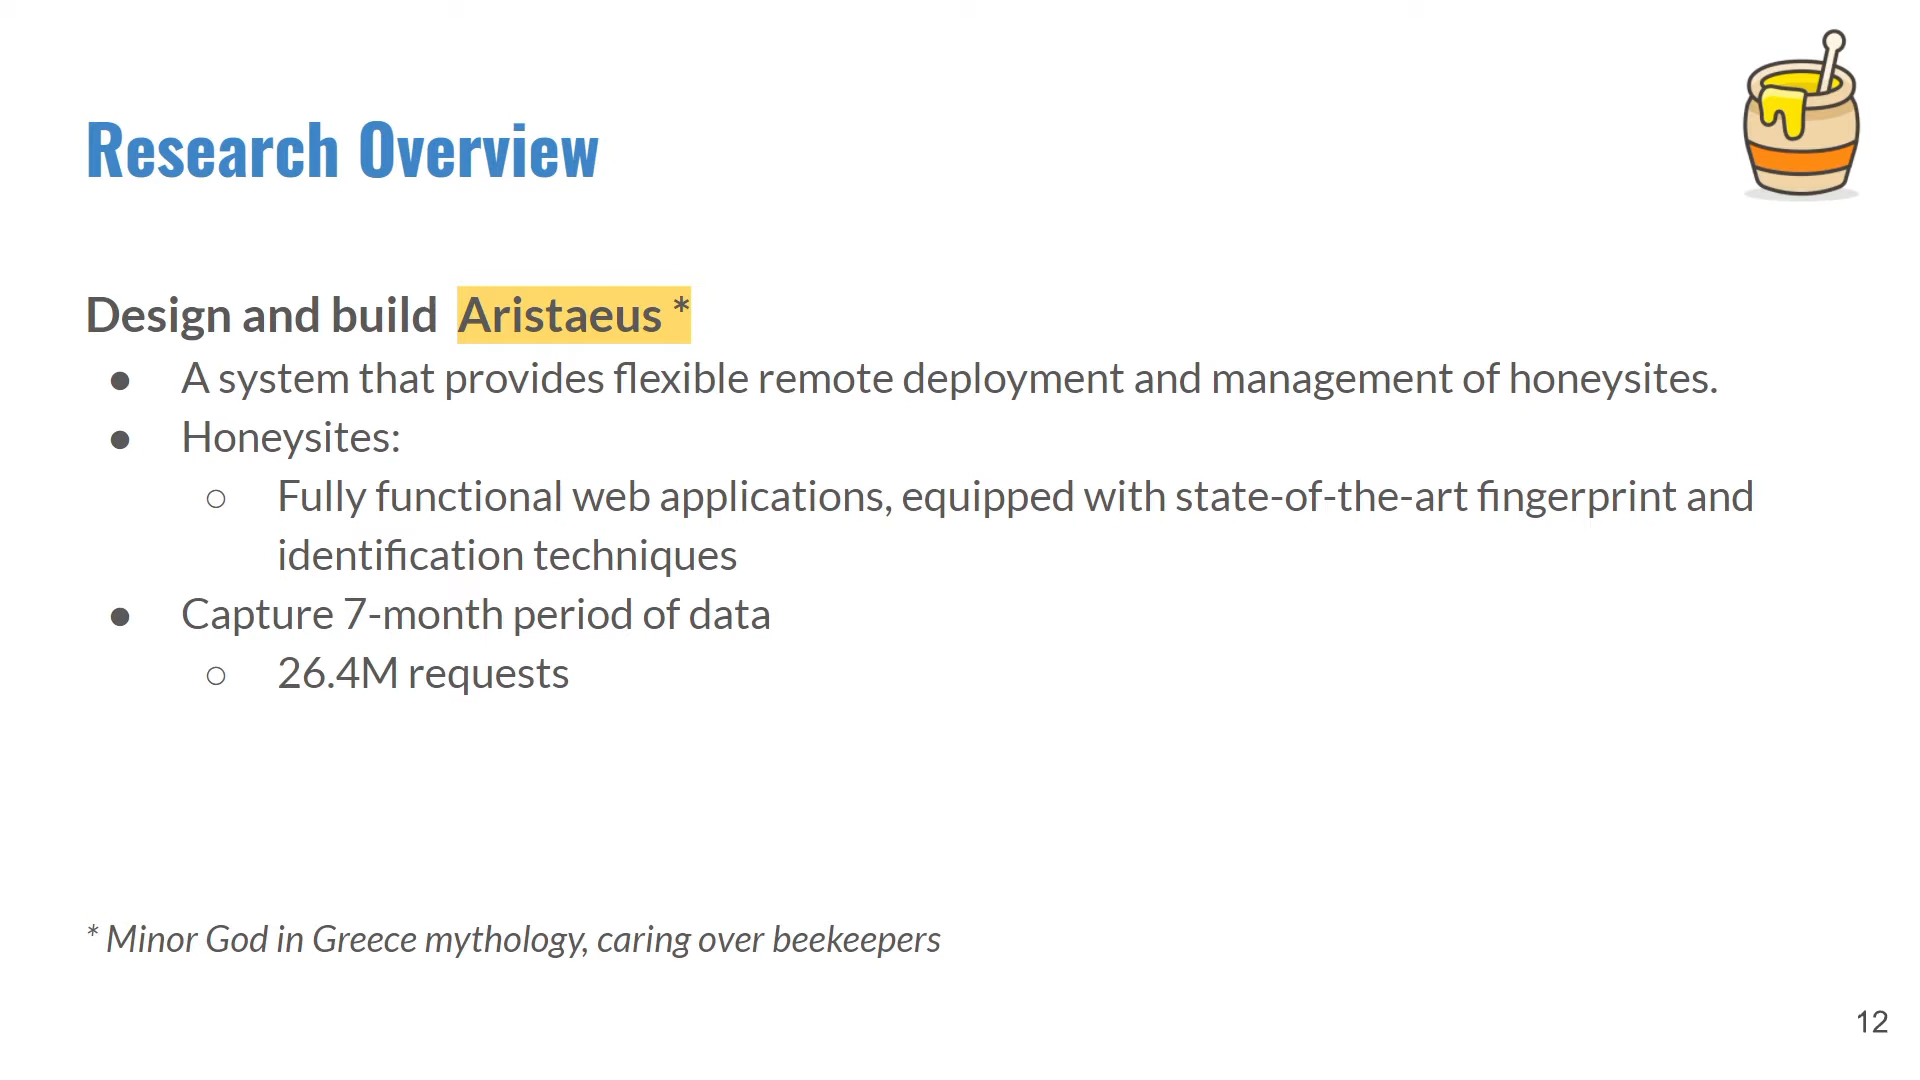 Research Overview
Design and build Aristaeus *
● A system that provides flexible remote deployment and management of honeysites.
● Honeysites:
○ Fully functional web applications, equipped with state-of-the-art fingerprint and
identification techniques
● Capture 7-month period of data
○ 26.4M requests
* Minor God in Greece mythology, caring over beekeepers
12